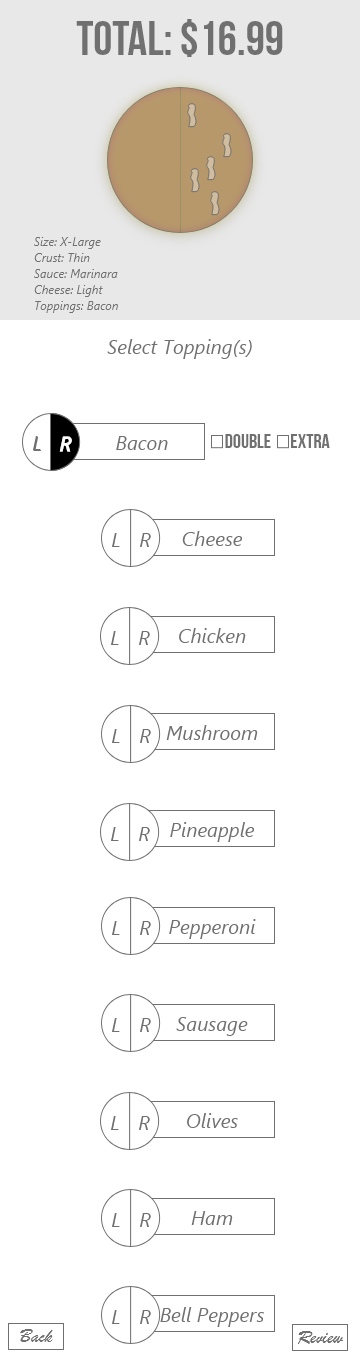 TOTAL: $16.99
Size: X-Large
Crust: Thin
Sauce: Marinara
Cheese: Light
Toppings: Bacon
Select Topping(s)
L R Bacon DOUBLE EXTRA
L R Cheese
L R Chicken
L R Mushroom
L R Pineapple
L R Pepperoni
L R Sausage
L R Olives
L R Ham
L R Bell Peppers
Back Review